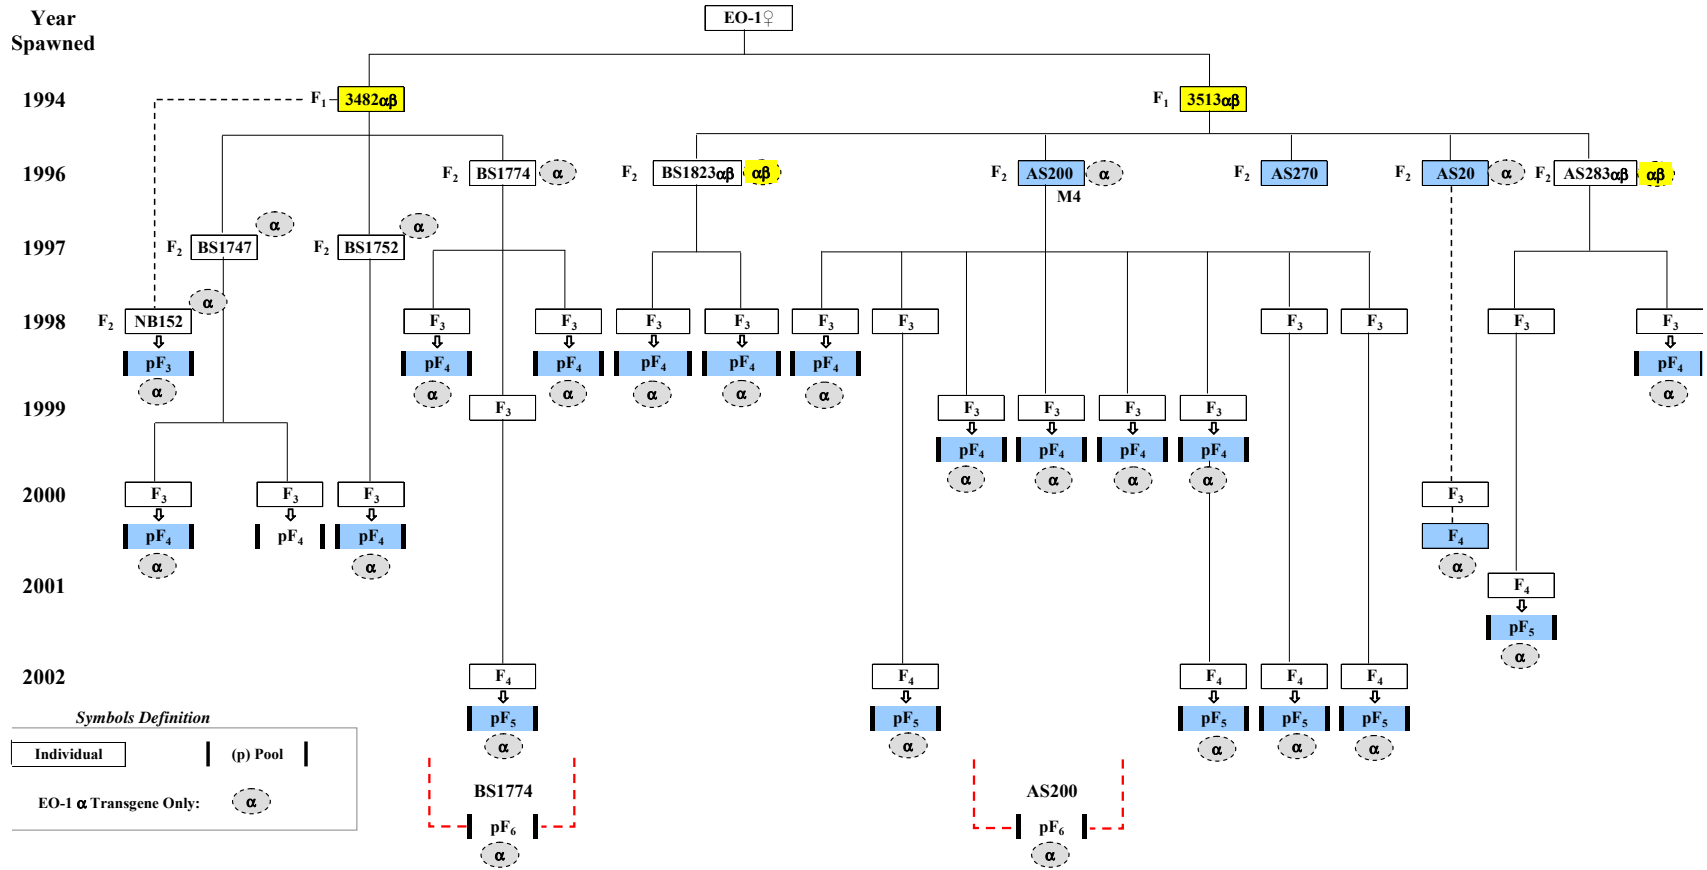 Year
Spawned
EO-1♀
1994
F₁ 3482αβ
F₁ 3513αβ
1996
F₂ BS1774 α
F₂ BS1823αβ αβ
F₂ AS200 α
M4
F₂ AS270
F₂ AS20 α
F₂ AS283αβ αβ
1997
F₂ BS1747 α
F₂ BS1752 α
1998
F₂ NB152 α
F₃ F₃ F₃ F₃ F₃ F₃ F₃ F₃ F₃ F₃
pF₃ pF₄ pF₄ pF₄ pF₄ pF₄ pF₄
α α α α α α α
1999
F₃ F₃ F₃ F₃ F₃
pF₄ pF₄ pF₄ pF₄
α α α α
2000
F₃ F₃ F₃ F₃
pF₄ pF₄ pF₄ F₄
α α α
2001
F₄
pF₅
α
2002
F₄ F₄ F₄ F₄ F₄
pF₅ pF₅ pF₅ pF₅ pF₅
α α α α α
Symbols Definition
Individual (p) Pool
EO-1 α Transgene Only: α
BS1774 AS200
pF₆ pF₆
α α